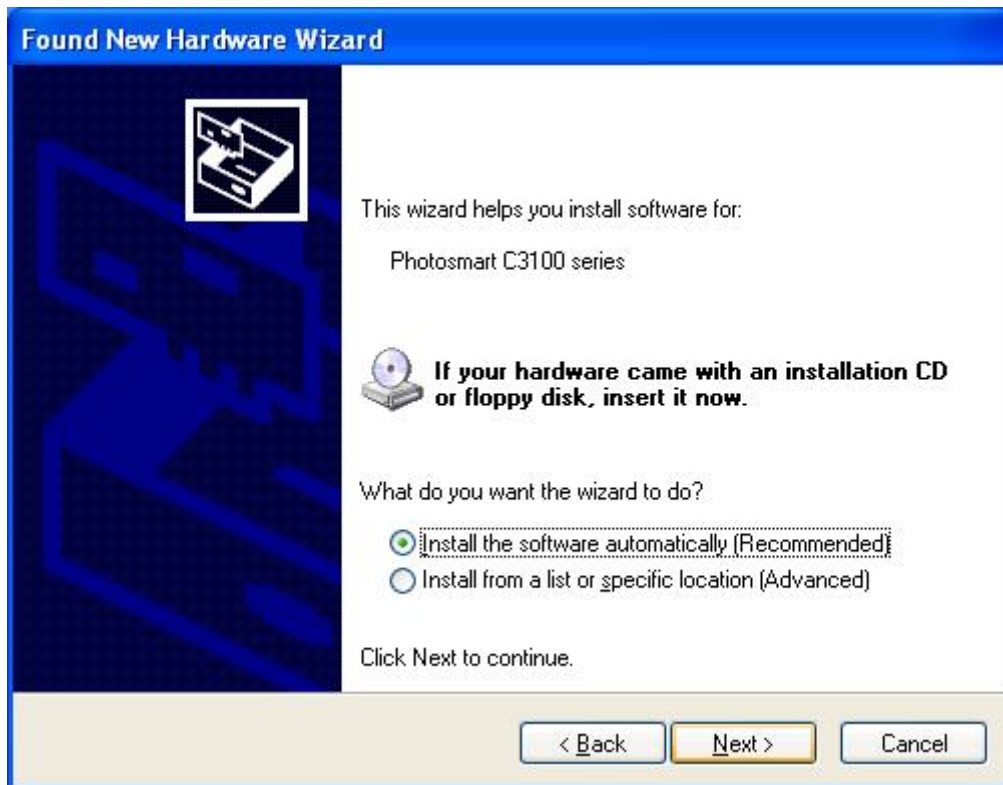 Found New Hardware Wizard
This wizard helps you install software for:
Photosmart C3100 series
If your hardware came with an installation CD
or floppy disk, insert it now.
What do you want the wizard to do?
Install the software automatically (Recommended)
Install from a list or specific location (Advanced)
Click Next to continue.
< Back Next > Cancel